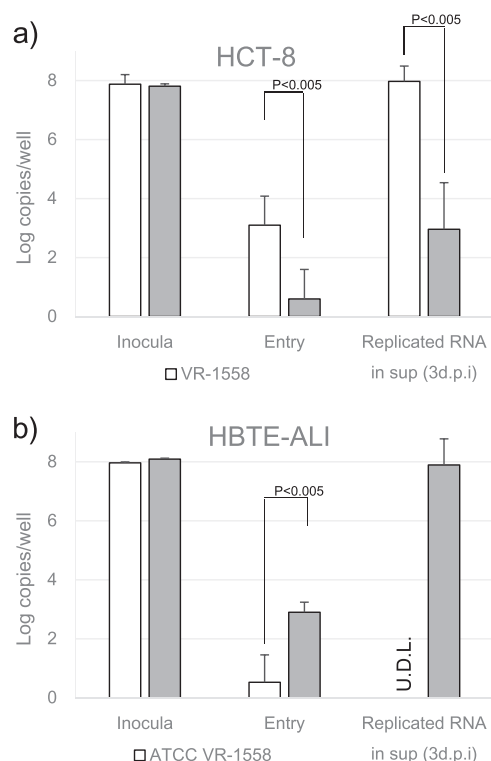 a)
HCT-8
P<0.005
P<0.005
Log copies/well
8
6
4
2
0
Inocula
Entry
Replicated RNA
in sup (3d.p.i)
VR-1558
b)
HBTE-ALI
P<0.005
Log copies/well
8
6
4
2
0
U.D.L.
Inocula
Entry
Replicated RNA
in sup (3d.p.i)
ATCC VR-1558